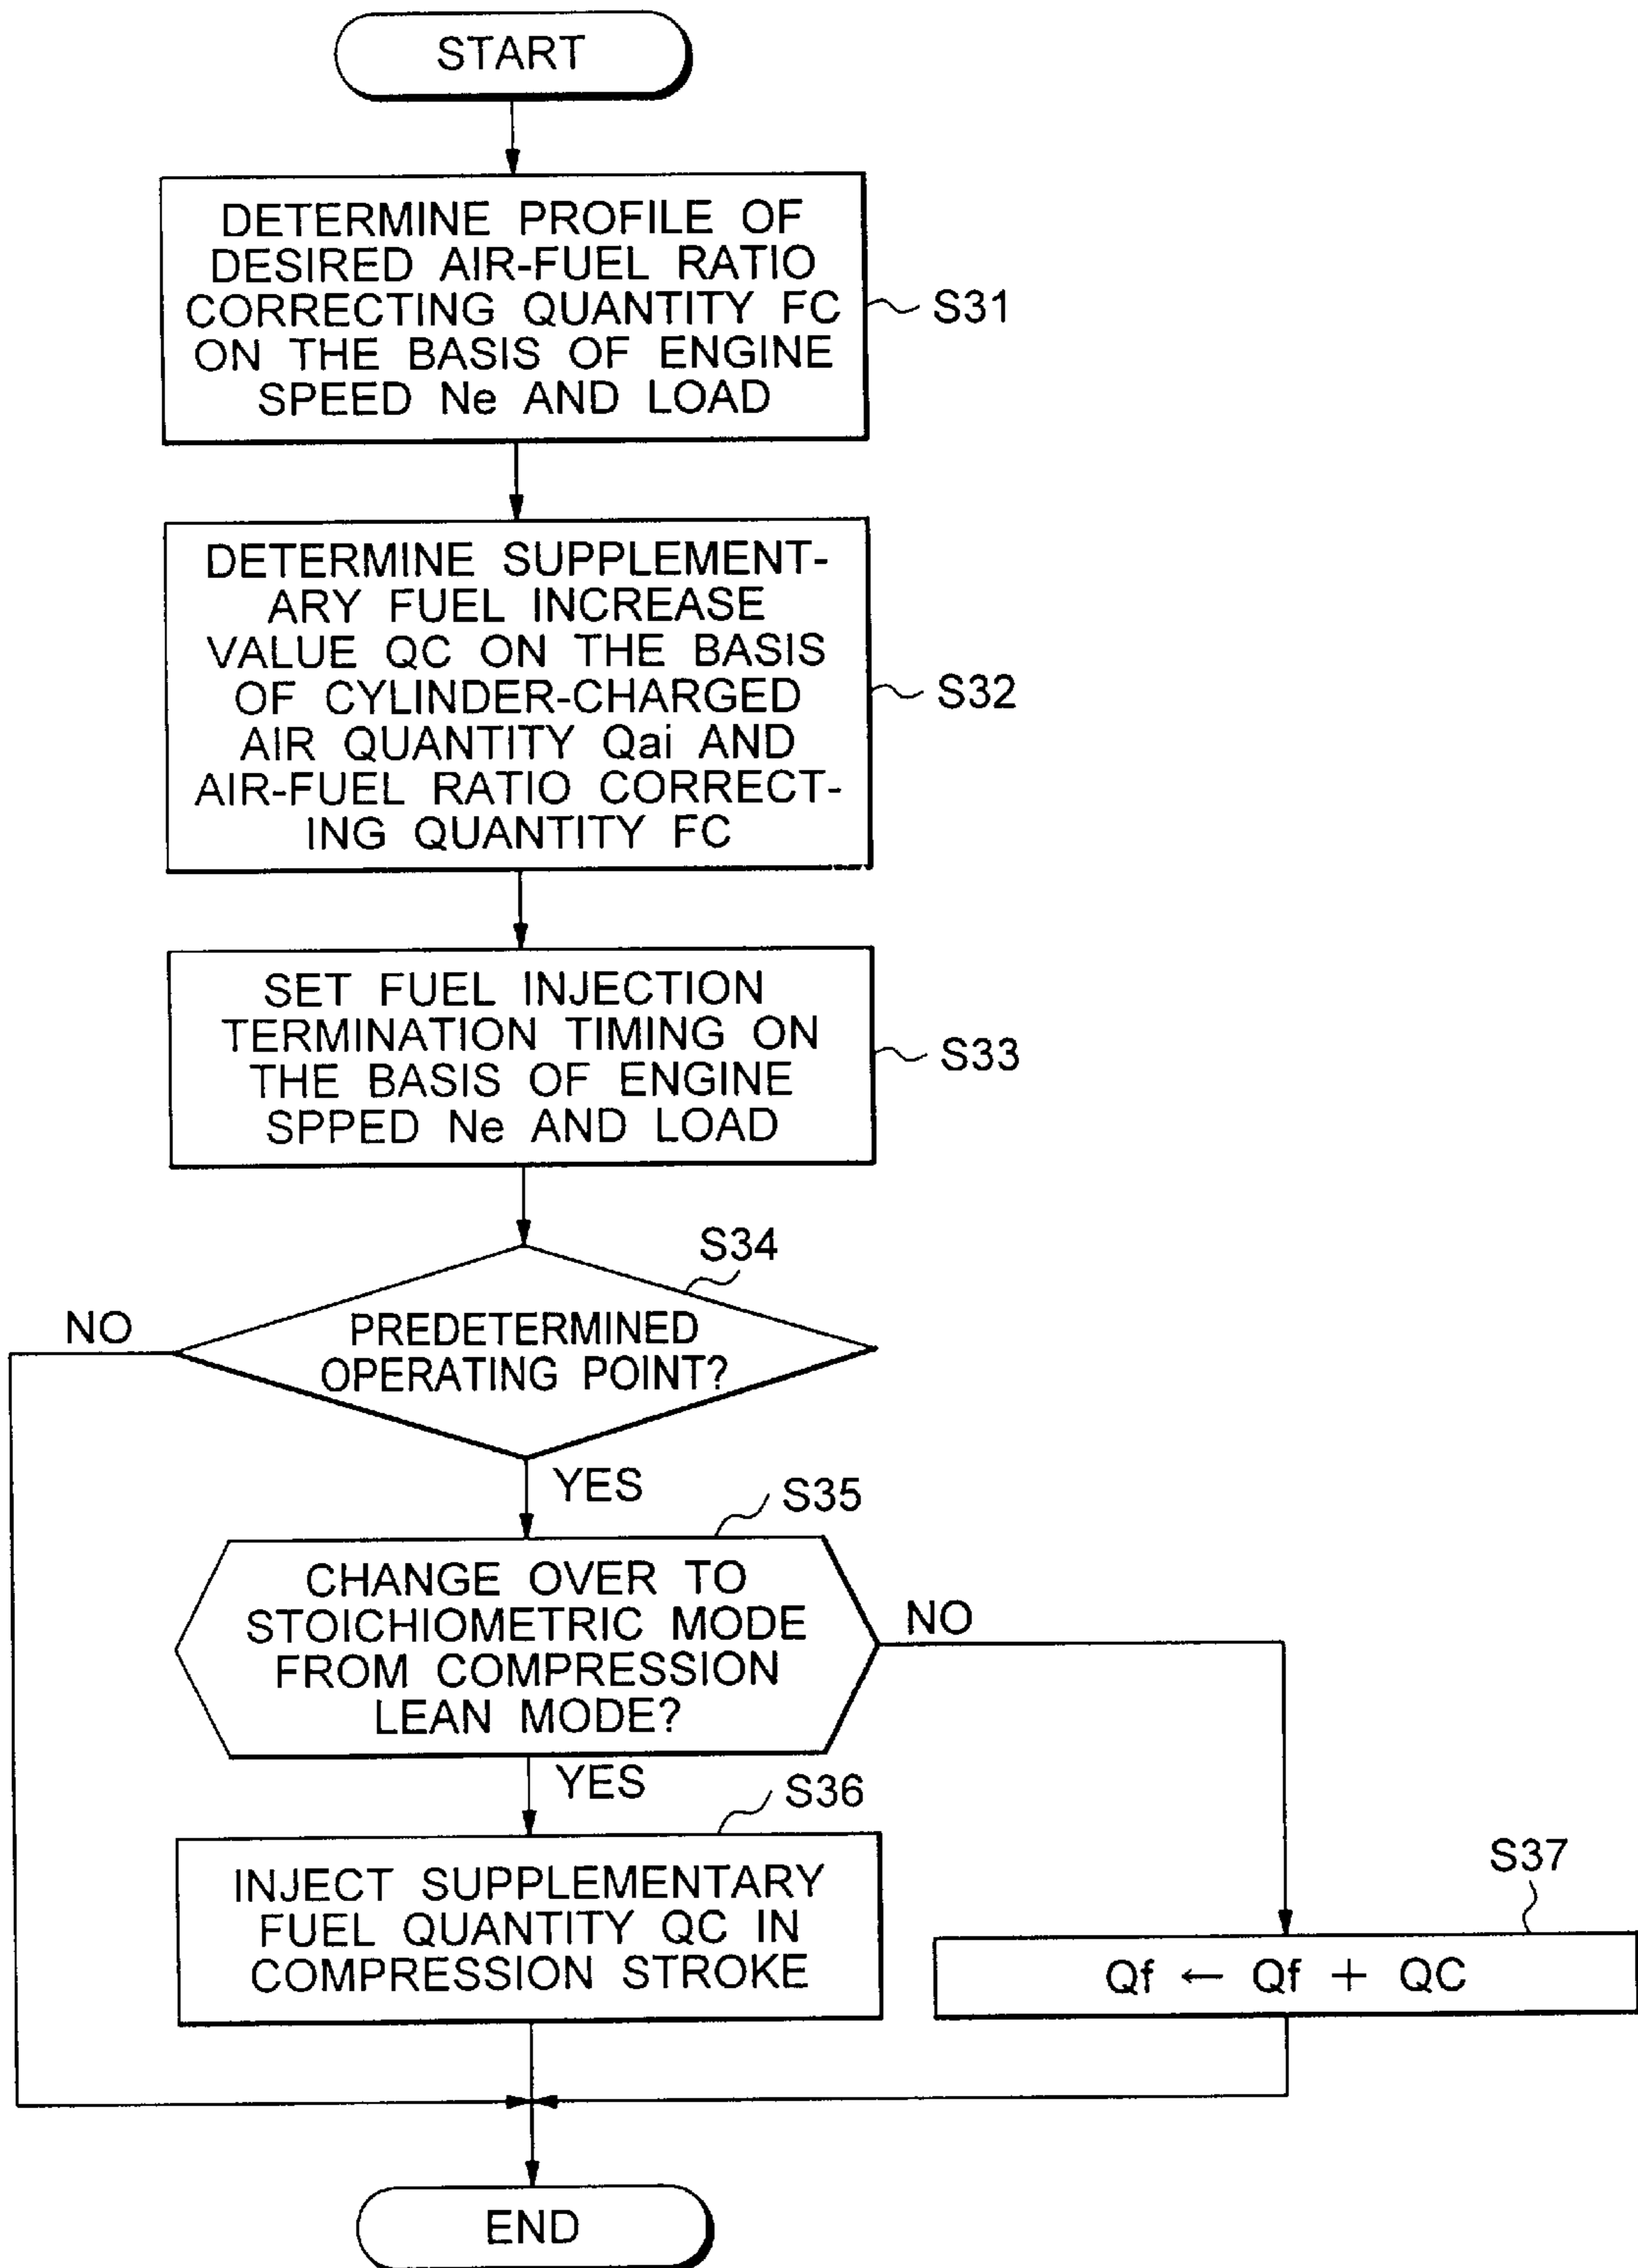 START
DETERMINE PROFILE OF
DESIRED AIR-FUEL RATIO
CORRECTING QUANTITY FC
ON THE BASIS OF ENGINE
SPEED Ne AND LOAD
S31
DETERMINE SUPPLEMENT-
ARY FUEL INCREASE
VALUE QC ON THE BASIS
OF CYLINDER-CHARGED
AIR QUANTITY Qai AND
AIR-FUEL RATIO CORRECT-
ING QUANTITY FC
S32
SET FUEL INJECTION
TERMINATION TIMING ON
THE BASIS OF ENGINE
SPPED Ne AND LOAD
S33
S34
NO
PREDETERMINED
OPERATING POINT?
YES
S35
CHANGE OVER TO
STOICHIOMETRIC MODE
FROM COMPRESSION
LEAN MODE?
NO
YES
S36
INJECT SUPPLEMENTARY
FUEL QUANTITY QC IN
COMPRESSION STROKE
S37
Qf ← Qf + QC
END